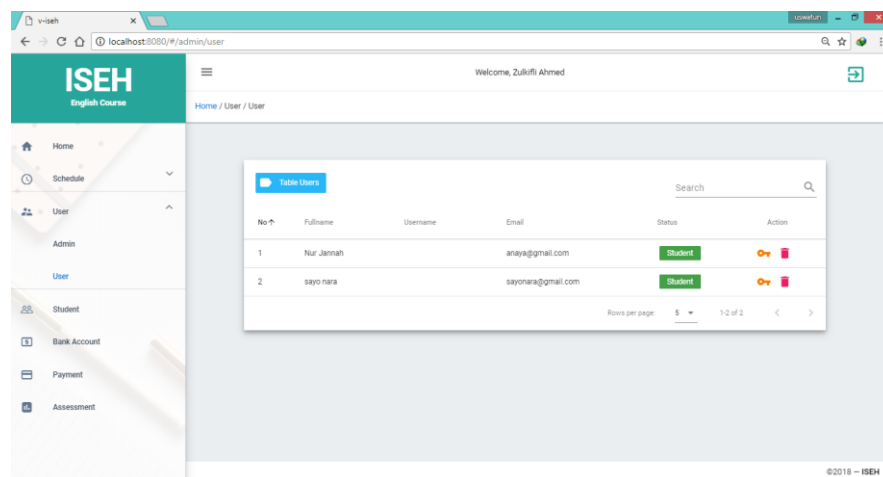 v-iseh
uswatun
localhost:8080/#/admin/user
ISEH
English Course
Welcome, Zulkifli Ahmed
Home / User / User
Home
Schedule
User
Admin
User
Student
Bank Account
Payment
Assessment
Table Users
Search
No Fullname Username Email Status Action
1 Nur Jannah anaya@gmail.com Student
2 sayo nara sayonara@gmail.com Student
Rows per page: 5 1-2 of 2
©2018 — ISEH